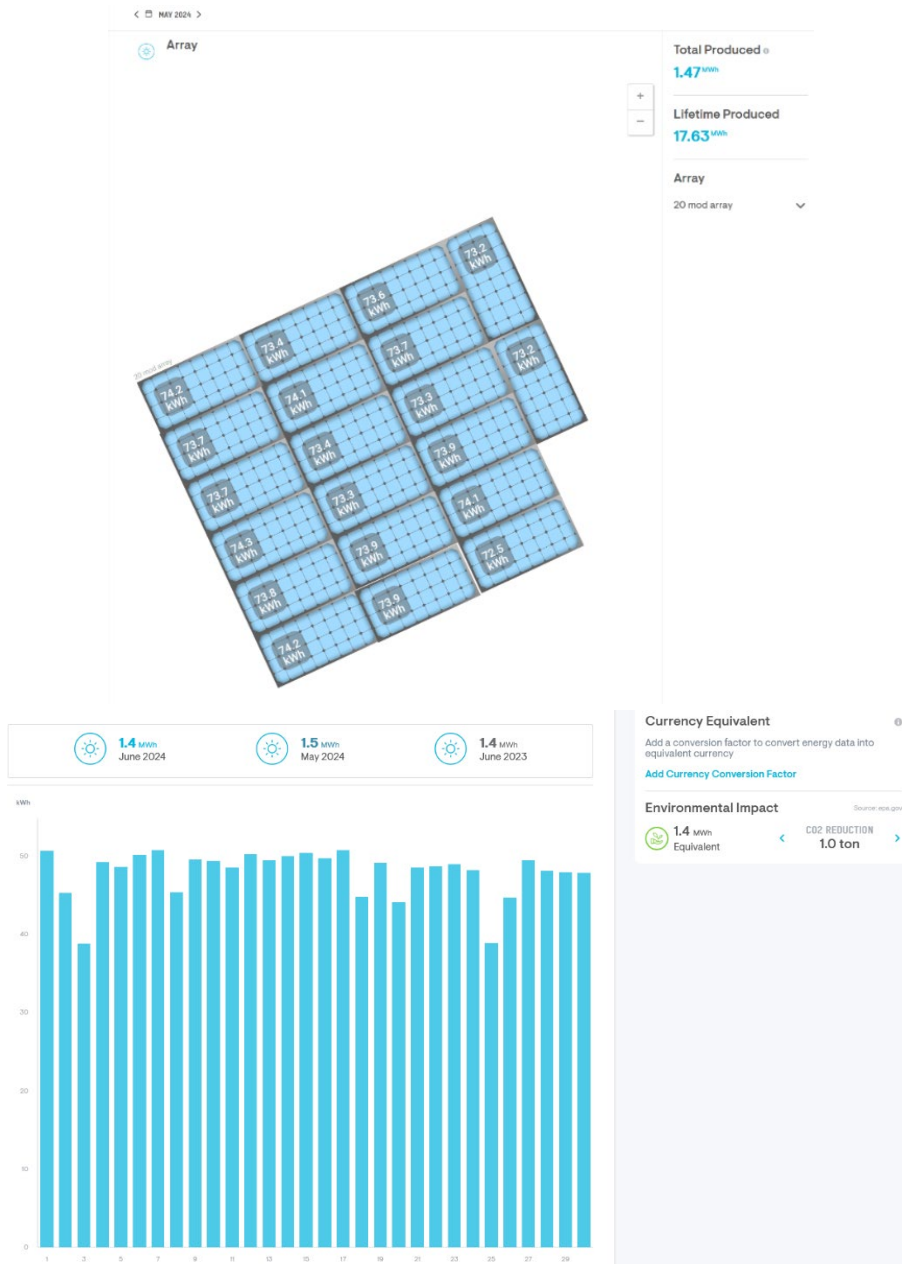 MAY 2024
Array
Total Produced
1.47 MWh
Lifetime Produced
17.63 MWh
Array
20 mod array
20 mod array
73.2
kWh
73.6
kWh
73.4
kWh
74.2
kWh
73.7
kWh
73.2
kWh
74.1
kWh
73.3
kWh
73.7
kWh
73.4
kWh
73.9
kWh
73.7
kWh
73.3
kWh
74.1
kWh
74.3
kWh
73.9
kWh
72.5
kWh
73.8
kWh
73.9
kWh
74.2
kWh
1.4 MWh
June 2024
1.5 MWh
May 2024
1.4 MWh
June 2023
kWh
50
40
30
20
10
0
1 3 5 7 9 11 13 15 17 19 21 23 25 27 29
Currency Equivalent
Add a conversion factor to convert energy data into
equivalent currency
Add Currency Conversion Factor
Environmental Impact
Source: epa.gov
1.4 MWh
Equivalent
CO2 REDUCTION
1.0 ton